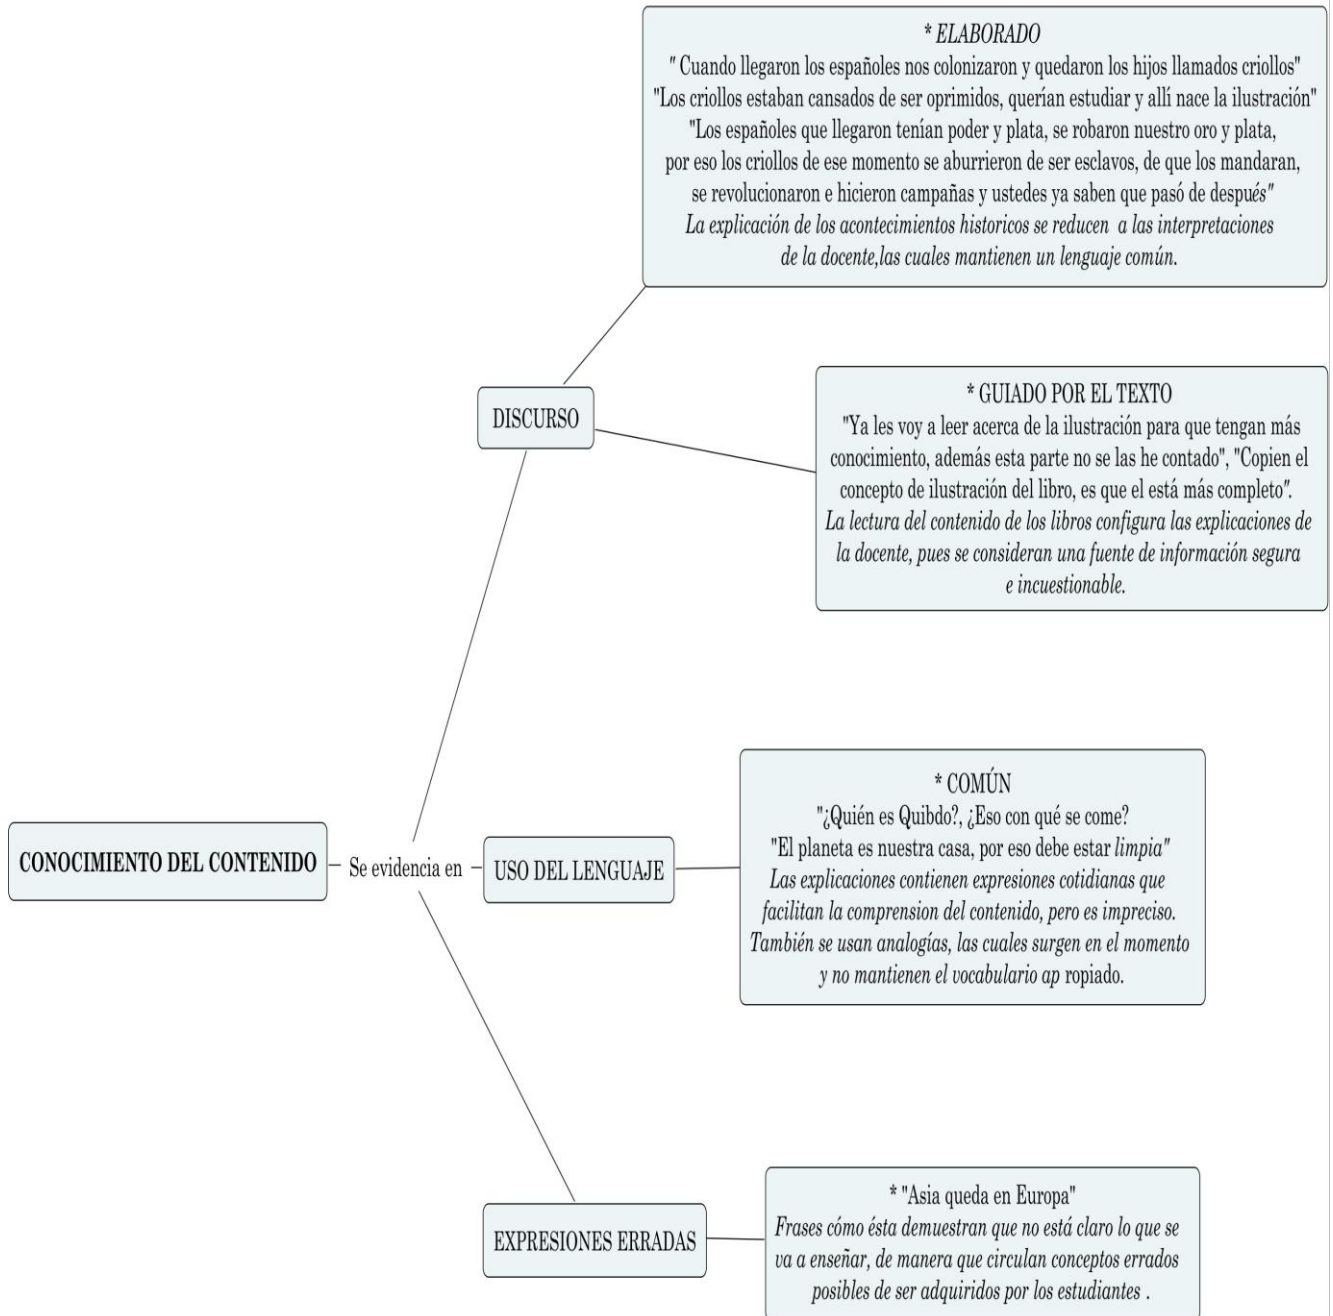 * ELABORADO
" Cuando llegaron los españoles nos colonizaron y quedaron los hijos llamados criollos"
"Los criollos estaban cansados de ser oprimidos, querían estudiar y allí nace la ilustración"
"Los españoles que llegaron tenían poder y plata, se robaron nuestro oro y plata,
por eso los criollos de ese momento se aburrieron de ser esclavos, de que los mandaran,
se revolucionaron e hicieron campañas y ustedes ya saben que pasó de después"
La explicación de los acontecimientos historicos se reducen a las interpretaciones
de la docente,las cuales mantienen un lenguaje común.
DISCURSO
* GUIADO POR EL TEXTO
"Ya les voy a leer acerca de la ilustración para que tengan más
conocimiento, además esta parte no se las he contado", "Copien el
concepto de ilustración del libro, es que el está más completo".
La lectura del contenido de los libros configura las explicaciones de
la docente, pues se consideran una fuente de información segura
e incuestionable.
CONOCIMIENTO DEL CONTENIDO
Se evidencia en
USO DEL LENGUAJE
* COMÚN
"¿Quién es Quibdo?, ¿Eso con qué se come?
"El planeta es nuestra casa, por eso debe estar limpia"
Las explicaciones contienen expresiones cotidianas que
facilitan la comprension del contenido, pero es impreciso.
También se usan analogías, las cuales surgen en el momento
y no mantienen el vocabulario ap ropiado.
EXPRESIONES ERRADAS
* "Asia queda en Europa"
Frases cómo ésta demuestran que no está claro lo que se
va a enseñar, de manera que circulan conceptos errados
posibles de ser adquiridos por los estudiantes .